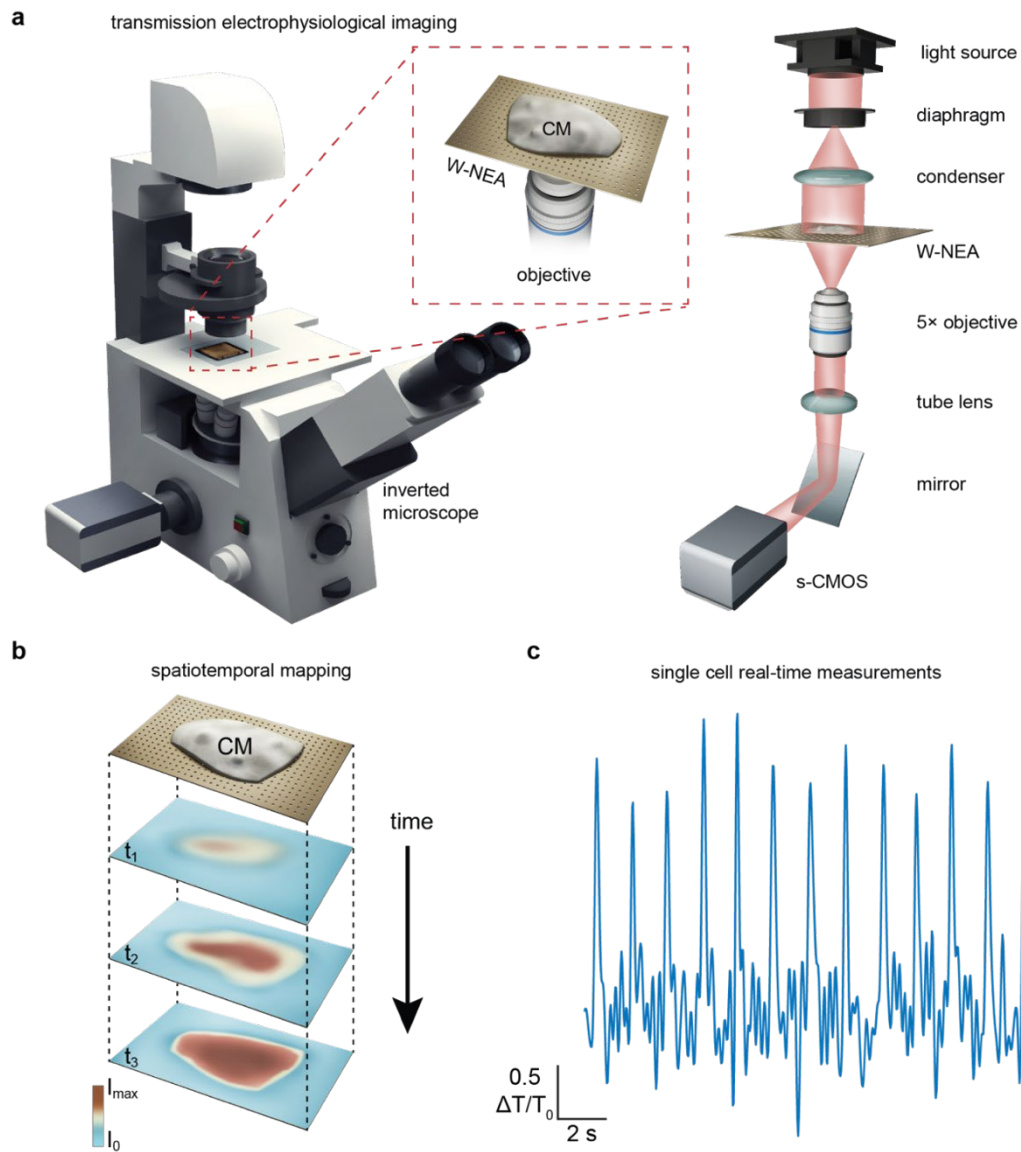 a
transmission electrophysiological imaging
CM
W-NEA
objective
inverted
microscope
light source
diaphragm
condenser
W-NEA
5× objective
tube lens
mirror
s-CMOS
b
spatiotemporal mapping
CM
time
t₁
t₂
t₃
Iₘₐₓ
I₀
c
single cell real-time measurements
0.5
ΔT/T₀
2 s